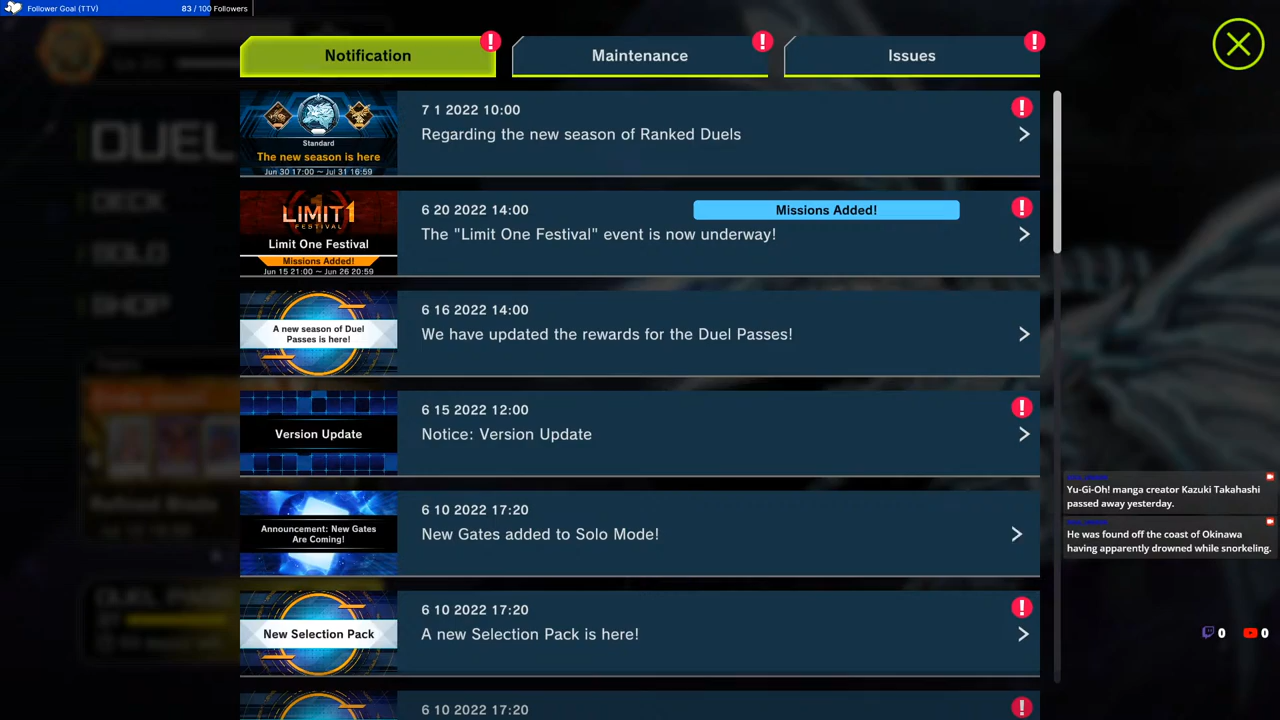 Follower Goal (TTV)
83 / 100 Followers
Notification
Maintenance
Issues
Standard
The new season is here
Jun 30 17:00 ~ Jul 31 16:59
7 1 2022 10:00
Regarding the new season of Ranked Duels
LIMIT1
FESTIVAL
Limit One Festival
Missions Added!
Jun 15 21:00 ~ Jun 26 20:59
6 20 2022 14:00
Missions Added!
The "Limit One Festival" event is now underway!
A new season of Duel
Passes is here!
6 16 2022 14:00
We have updated the rewards for the Duel Passes!
Version Update
6 15 2022 12:00
Notice: Version Update
Announcement: New Gates
Are Coming!
6 10 2022 17:20
New Gates added to Solo Mode!
New Selection Pack
6 10 2022 17:20
A new Selection Pack is here!
6 10 2022 17:20
DUEL
DECK
SOLO
SHOP
DUEL PASS
Yu-Gi-Oh! manga creator Kazuki Takahashi
passed away yesterday.
He was found off the coast of Okinawa
having apparently drowned while snorkeling.
0
0